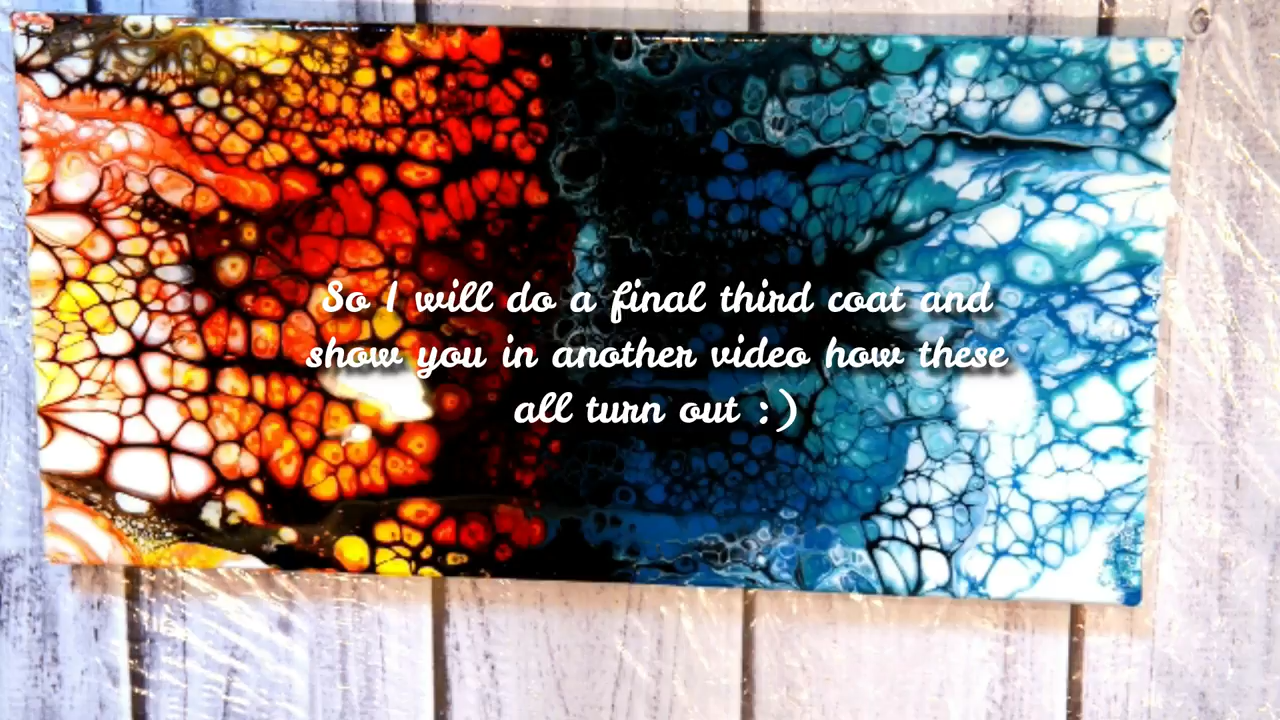 So I will do a final third coat and
show you in another video how these
all turn out :)